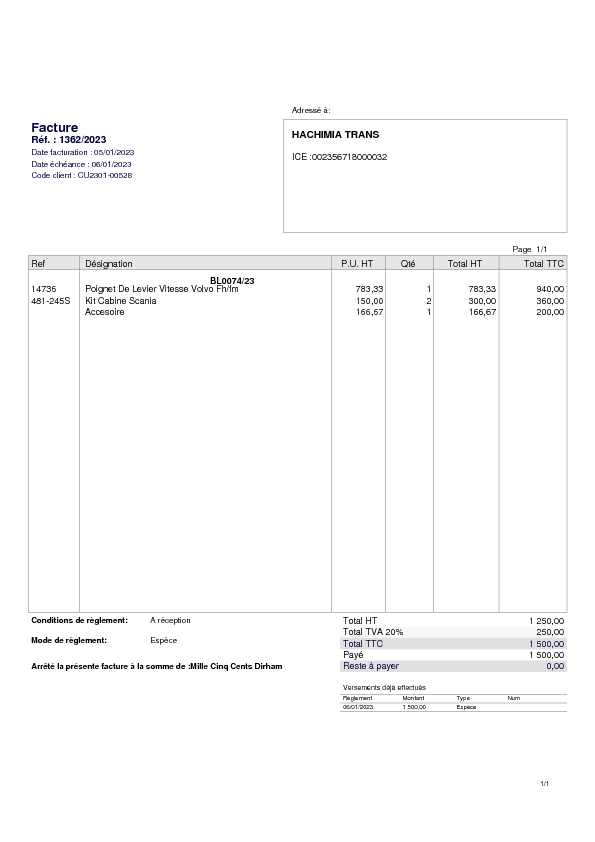 Adressé à:
Facture
Réf. : 1362/2023
Date facturation : 05/01/2023
Date échéance : 06/01/2023
Code client : CU2301-00528
HACHIMIA TRANS
ICE :002356718000032
Page 1/1
Ref Désignation P.U. HT Qté Total HT Total TTC
BL0074/23
14736 Poignet De Levier Vitesse Volvo Fh/fm 783,33 1 783,33 940,00
481-245S Kit Cabine Scania 150,00 2 300,00 360,00
Accesoire 166,67 1 166,67 200,00
Conditions de règlement: A réception
Mode de règlement: Espèce
Arrêté la présente facture à la somme de :Mille Cinq Cents Dirham
Total HT 1 250,00
Total TVA 20% 250,00
Total TTC 1 500,00
Payé 1 500,00
Reste à payer 0,00
Versements déjà effectués
Règlement Montant Type Num
06/01/2023 1 500,00 Espèce
1/1